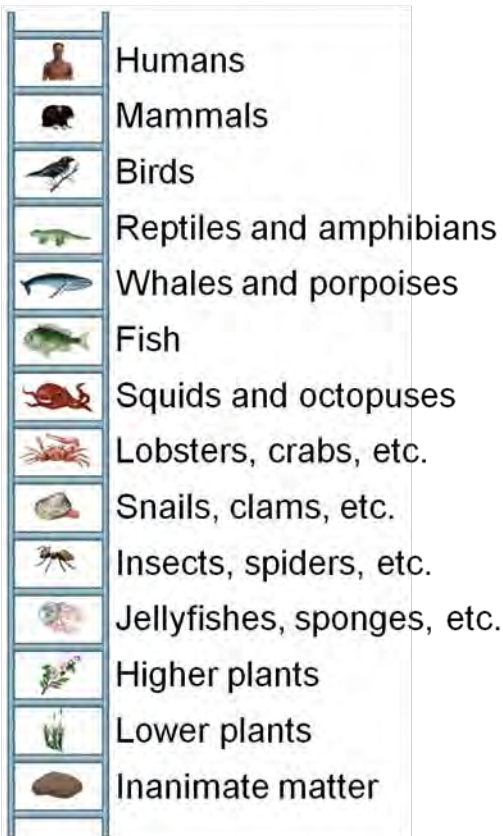 Humans
Mammals
Birds
Reptiles and amphibians
Whales and porpoises
Fish
Squids and octopuses
Lobsters, crabs, etc.
Snails, clams, etc.
Insects, spiders, etc.
Jellyfishes, sponges, etc.
Higher plants
Lower plants
Inanimate matter